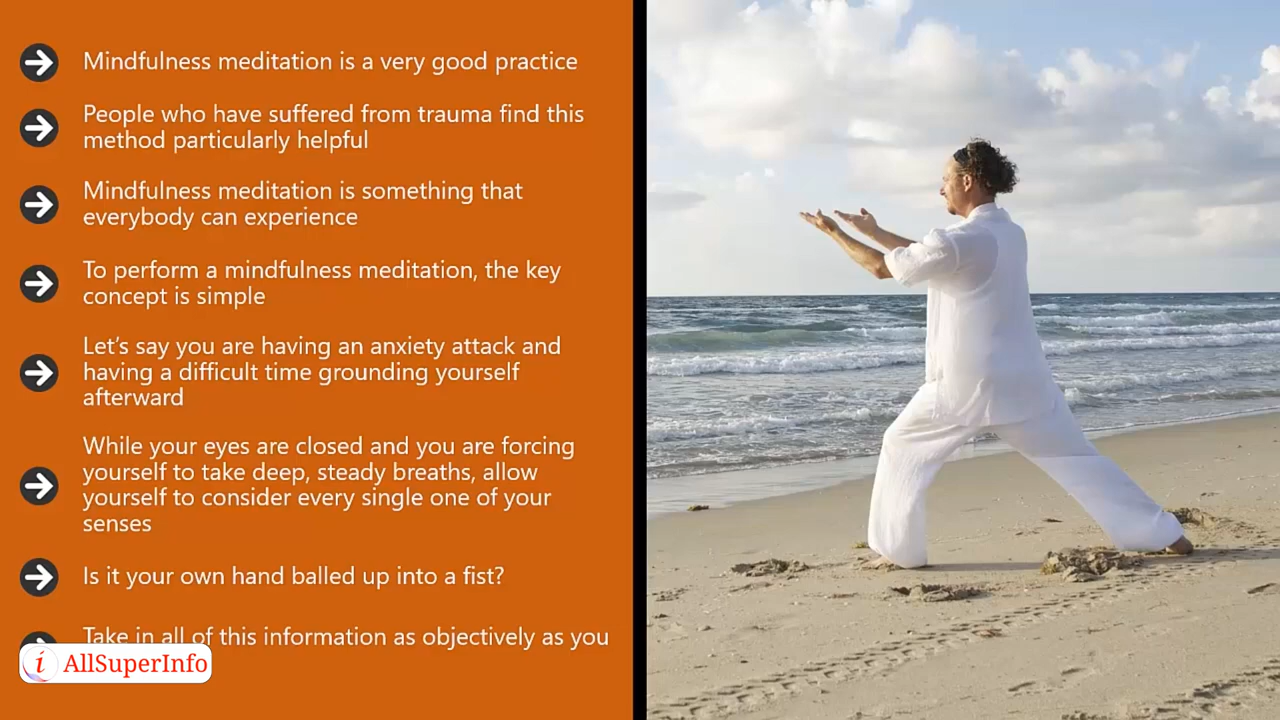 Mindfulness meditation is a very good practice
People who have suffered from trauma find this
method particularly helpful
Mindfulness meditation is something that
everybody can experience
To perform a mindfulness meditation, the key
concept is simple
Let's say you are having an anxiety attack and
having a difficult time grounding yourself
afterward
While your eyes are closed and you are forcing
yourself to take deep, steady breaths, allow
yourself to consider every single one of your
senses
Is it your own hand balled up into a fist?
Take in all of this information as objectively as you
i AllSuperInfo